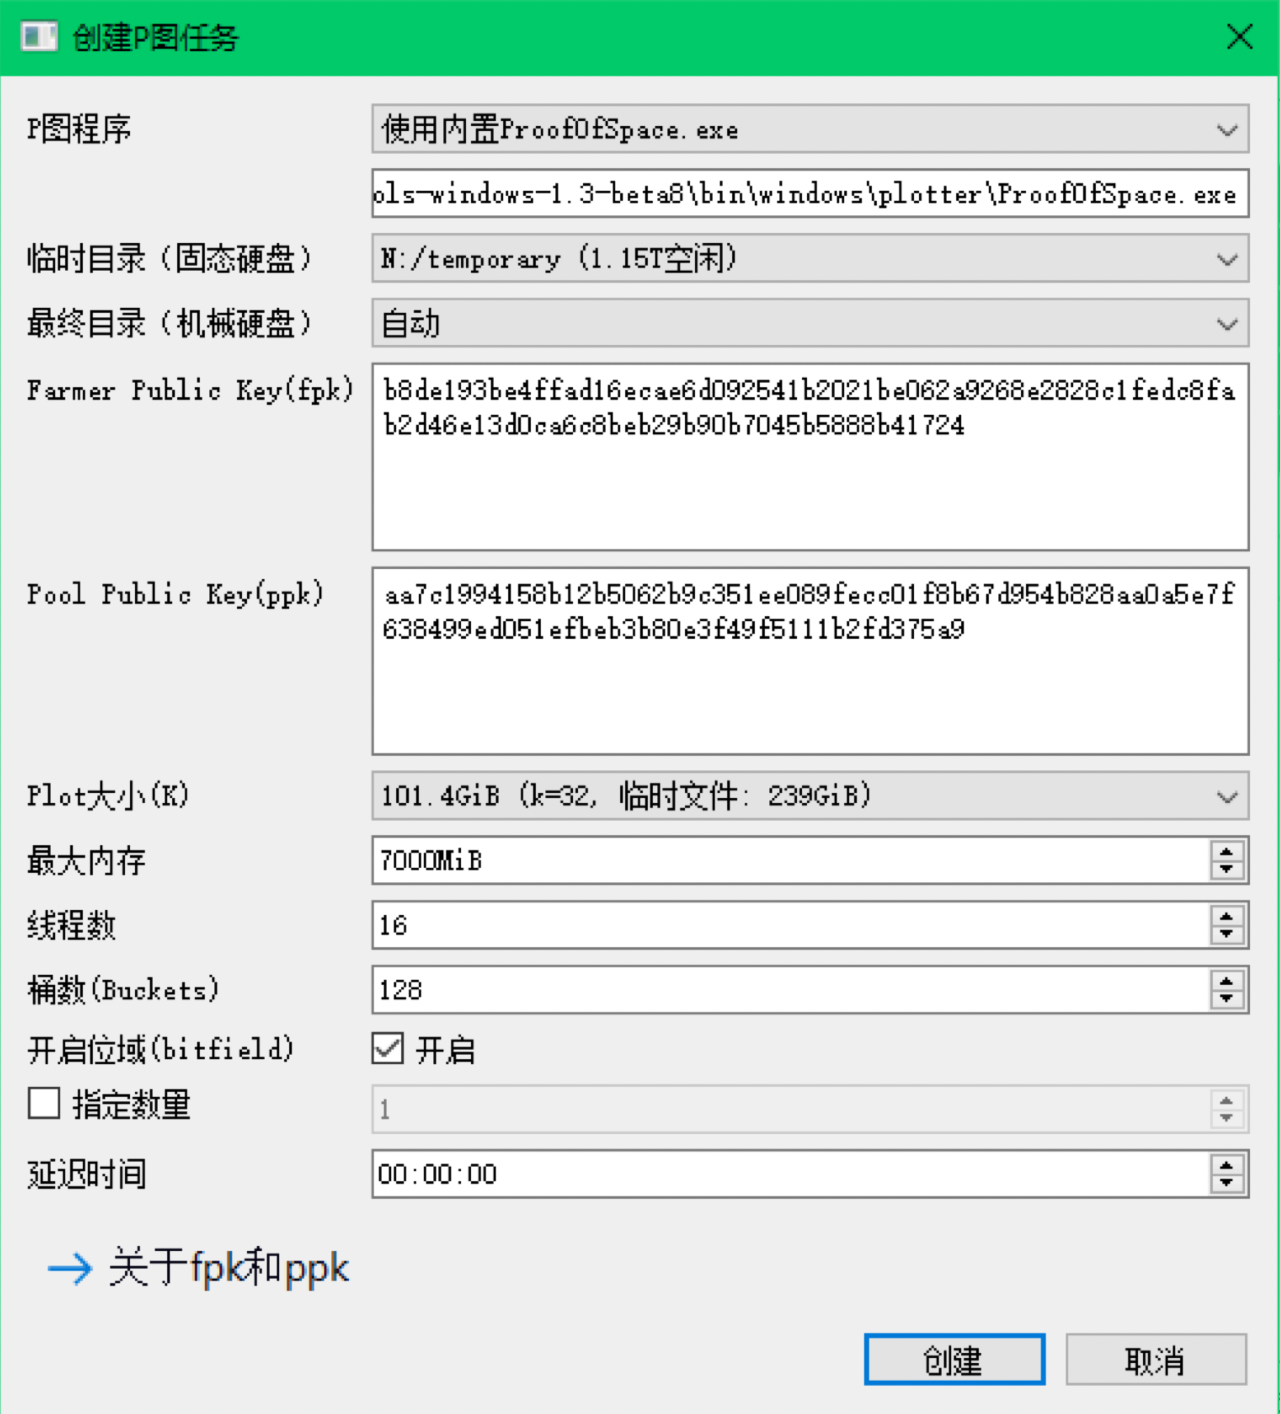 创建P图任务
P图程序
使用内置ProofOfSpace.exe
ols-windows-1.3-beta8\bin\windows\plotter\ProofOfSpace.exe
临时目录（固态硬盘）
N:/temporary (1.15T空闲)
最终目录（机械硬盘）
自动
Farmer Public Key(fpk)
b8de193be4ffad16ecae6d092541b2021be062a9268e2828c1fedc8fa
b2d46e13d0ca6c8beb29b90b7045b5888b41724
Pool Public Key(ppk)
aa7c1994158b12b5062b9c351ee089fecc01f8b67d954b828aa0a5e7f
638499ed051efbeb3b80e3f49f5111b2fd375a9
Plot大小(K)
101.4GiB (k=32, 临时文件: 239GiB)
最大内存
7000MiB
线程数
16
桶数(Buckets)
128
开启位域(bitfield)
开启
指定数量
1
延迟时间
00:00:00
关于fpk和ppk
创建
取消